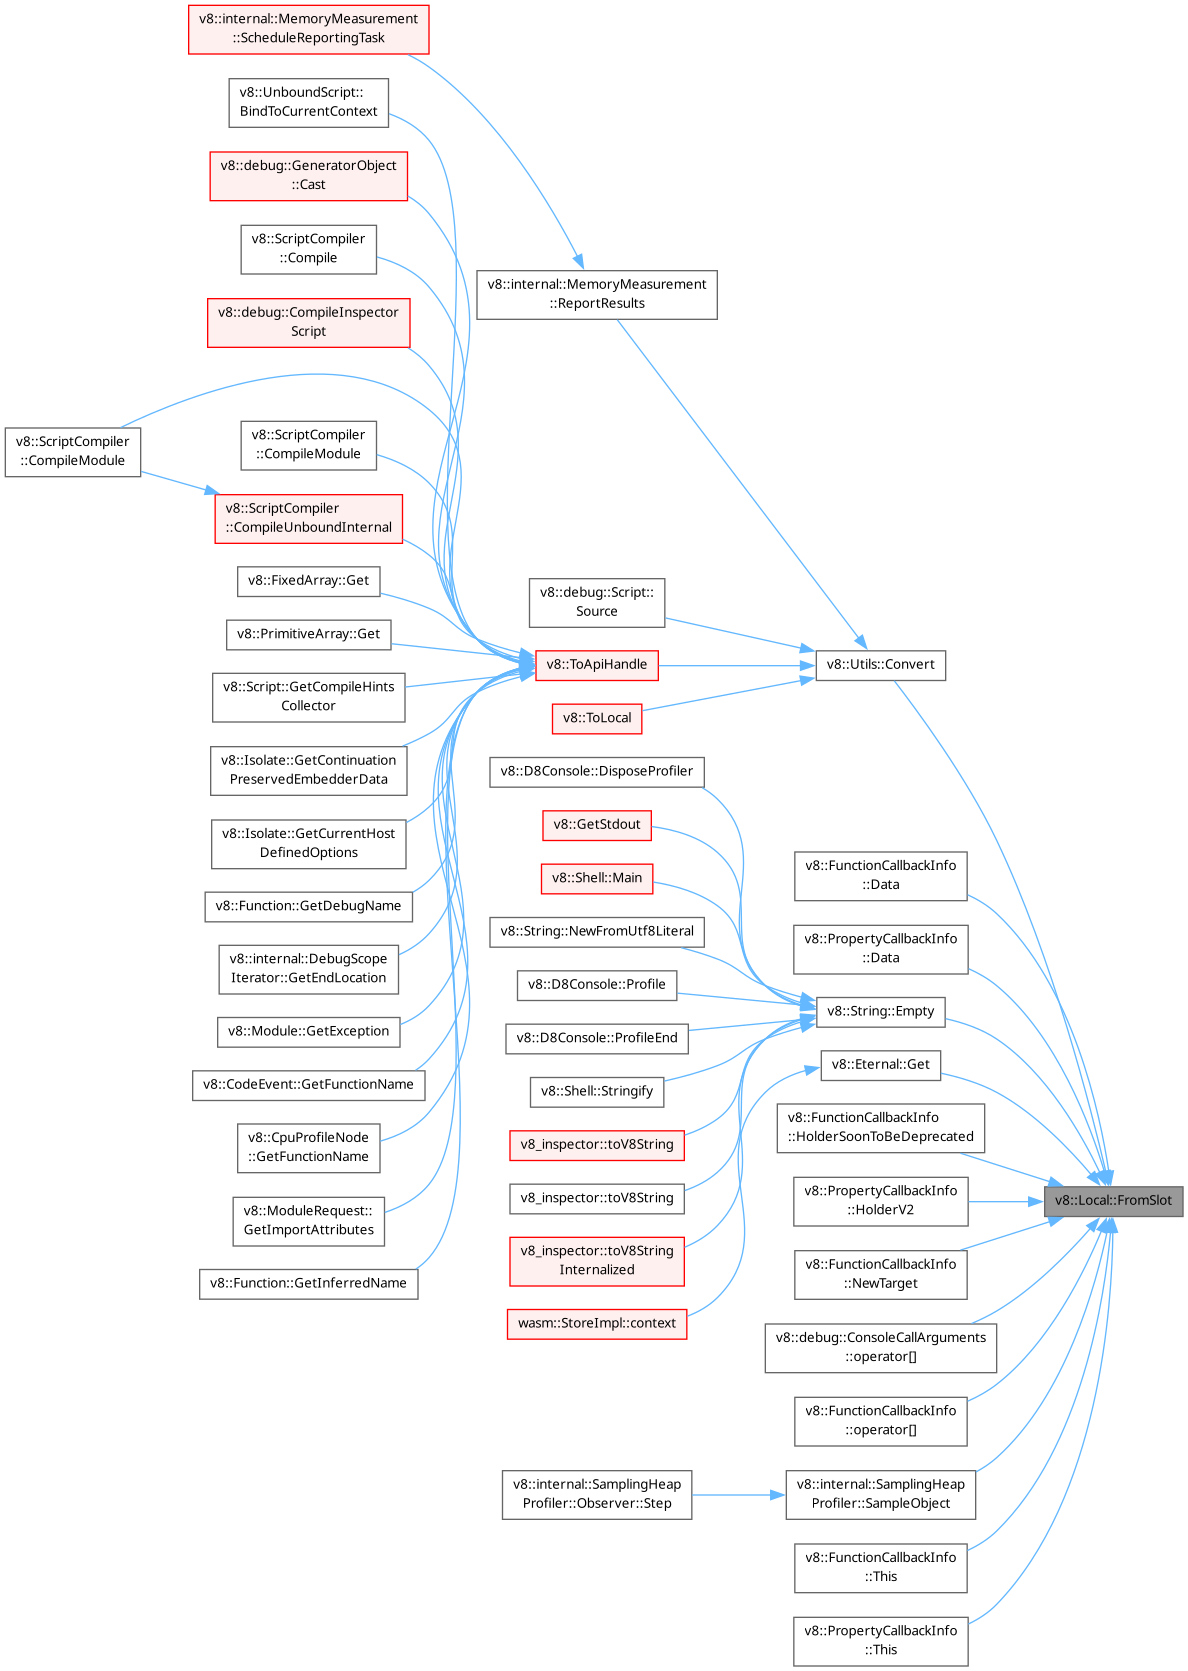 v8::internal::MemoryMeasurement
::ScheduleReportingTask
v8::UnboundScript::
BindToCurrentContext
v8::debug::GeneratorObject
::Cast
v8::ScriptCompiler
::Compile
v8::internal::MemoryMeasurement
::ReportResults
v8::debug::CompileInspector
Script
v8::ScriptCompiler
::CompileModule
v8::ScriptCompiler
::CompileModule
v8::ScriptCompiler
::CompileUnboundInternal
v8::FixedArray::Get
v8::debug::Script::
Source
v8::PrimitiveArray::Get
v8::ToApiHandle
v8::Utils::Convert
v8::Script::GetCompileHints
Collector
v8::ToLocal
v8::Isolate::GetContinuation
PreservedEmbedderData
v8::D8Console::DisposeProfiler
v8::GetStdout
v8::Isolate::GetCurrentHost
DefinedOptions
v8::Shell::Main
v8::FunctionCallbackInfo
::Data
v8::Function::GetDebugName
v8::String::NewFromUtf8Literal
v8::PropertyCallbackInfo
::Data
v8::internal::DebugScope
Iterator::GetEndLocation
v8::D8Console::Profile
v8::String::Empty
v8::Module::GetException
v8::D8Console::ProfileEnd
v8::Eternal::Get
v8::CodeEvent::GetFunctionName
v8::Shell::Stringify
v8::FunctionCallbackInfo
::HolderSoonToBeDeprecated
v8::CpuProfileNode
::GetFunctionName
v8_inspector::toV8String
v8::PropertyCallbackInfo
::HolderV2
v8::Local::FromSlot
v8::ModuleRequest::
GetImportAttributes
v8_inspector::toV8String
v8_inspector::toV8String
Internalized
v8::FunctionCallbackInfo
::NewTarget
v8::Function::GetInferredName
wasm::StoreImpl::context
v8::debug::ConsoleCallArguments
::operator[]
v8::FunctionCallbackInfo
::operator[]
v8::internal::SamplingHeap
Profiler::Observer::Step
v8::internal::SamplingHeap
Profiler::SampleObject
v8::FunctionCallbackInfo
::This
v8::PropertyCallbackInfo
::This